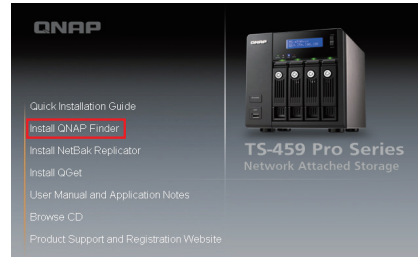 QNAP
Quick Installation Guide
Install QNAP Finder
Install NetBak Replicator
Install QGet
User Manual and Application Notes
Browse CD
Product Support and Registration Website
TS-459 Pro Series
Network Attached Storage